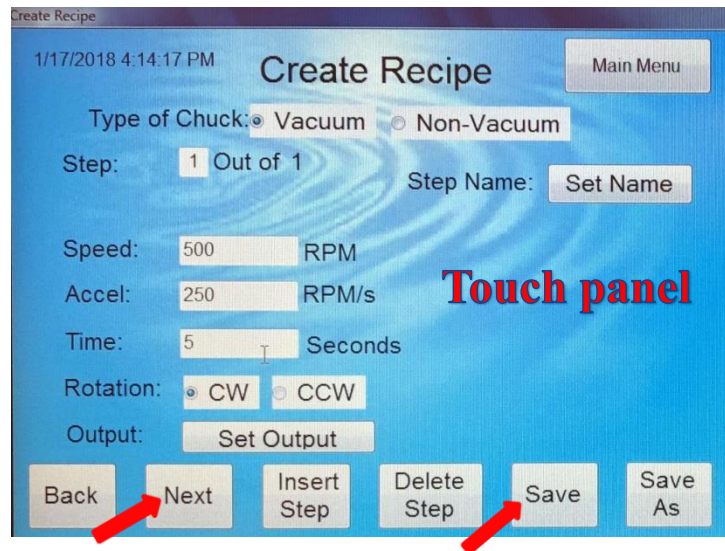 Create Recipe
1/17/2018 4:14:17 PM
Create Recipe
Main Menu
Type of Chuck: Vacuum Non-Vacuum
Step: 1 Out of 1
Step Name: Set Name
Speed: 500 RPM
Touch panel
Accel: 250 RPM/s
Time: 5 Seconds
Rotation: CW CCW
Output: Set Output
Back Next Insert Step Delete Step Save Save As